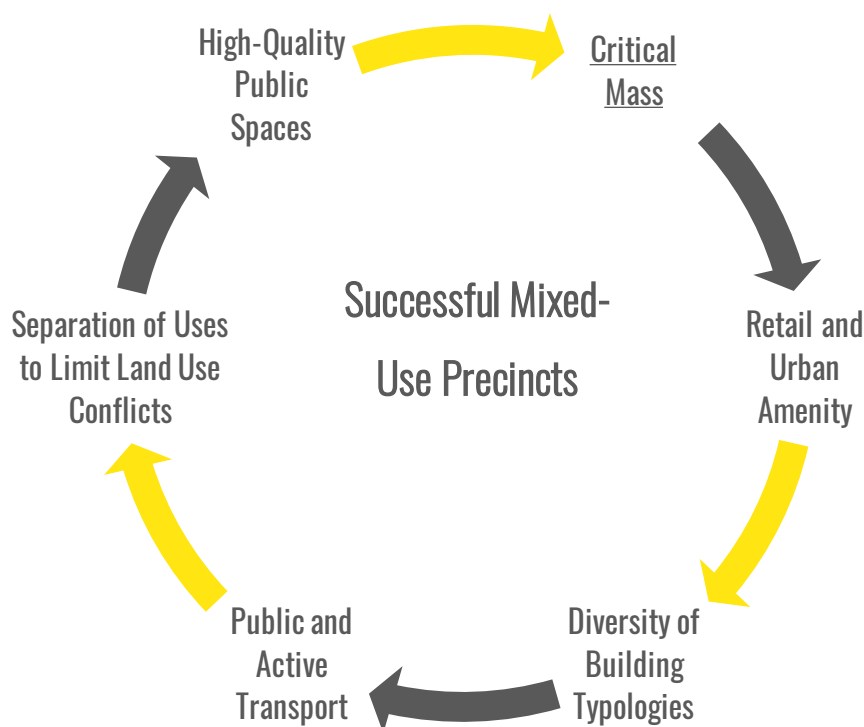 High-Quality
Public
Spaces
Critical
Mass
Retail and
Urban
Amenity
Diversity of
Building
Typologies
Public and
Active
Transport
Separation of Uses
to Limit Land Use
Conflicts
Successful Mixed-
Use Precincts